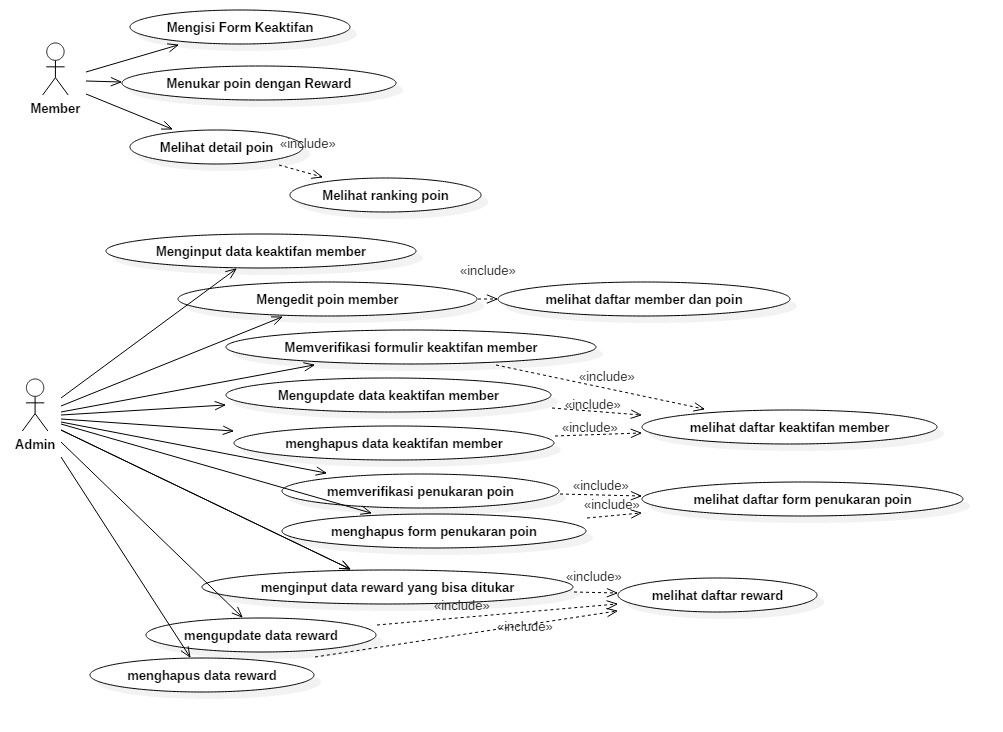 Mengisi Form Keaktifan
Menukar poin dengan Reward
Member
Melihat detail poin
«include»
Melihat ranking poin
Menginput data keaktifan member
«include»
Mengedit poin member
melihat daftar member dan poin
Memverifikasi formulir keaktifan member
«include»
Mengupdate data keaktifan member
«include»
melihat daftar keaktifan member
«include»
menghapus data keaktifan member
Admin
«include»
memverifikasi penukaran poin
melihat daftar form penukaran poin
«include»
menghapus form penukaran poin
«include»
menginput data reward yang bisa ditukar
melihat daftar reward
«include»
«include»
mengupdate data reward
menghapus data reward